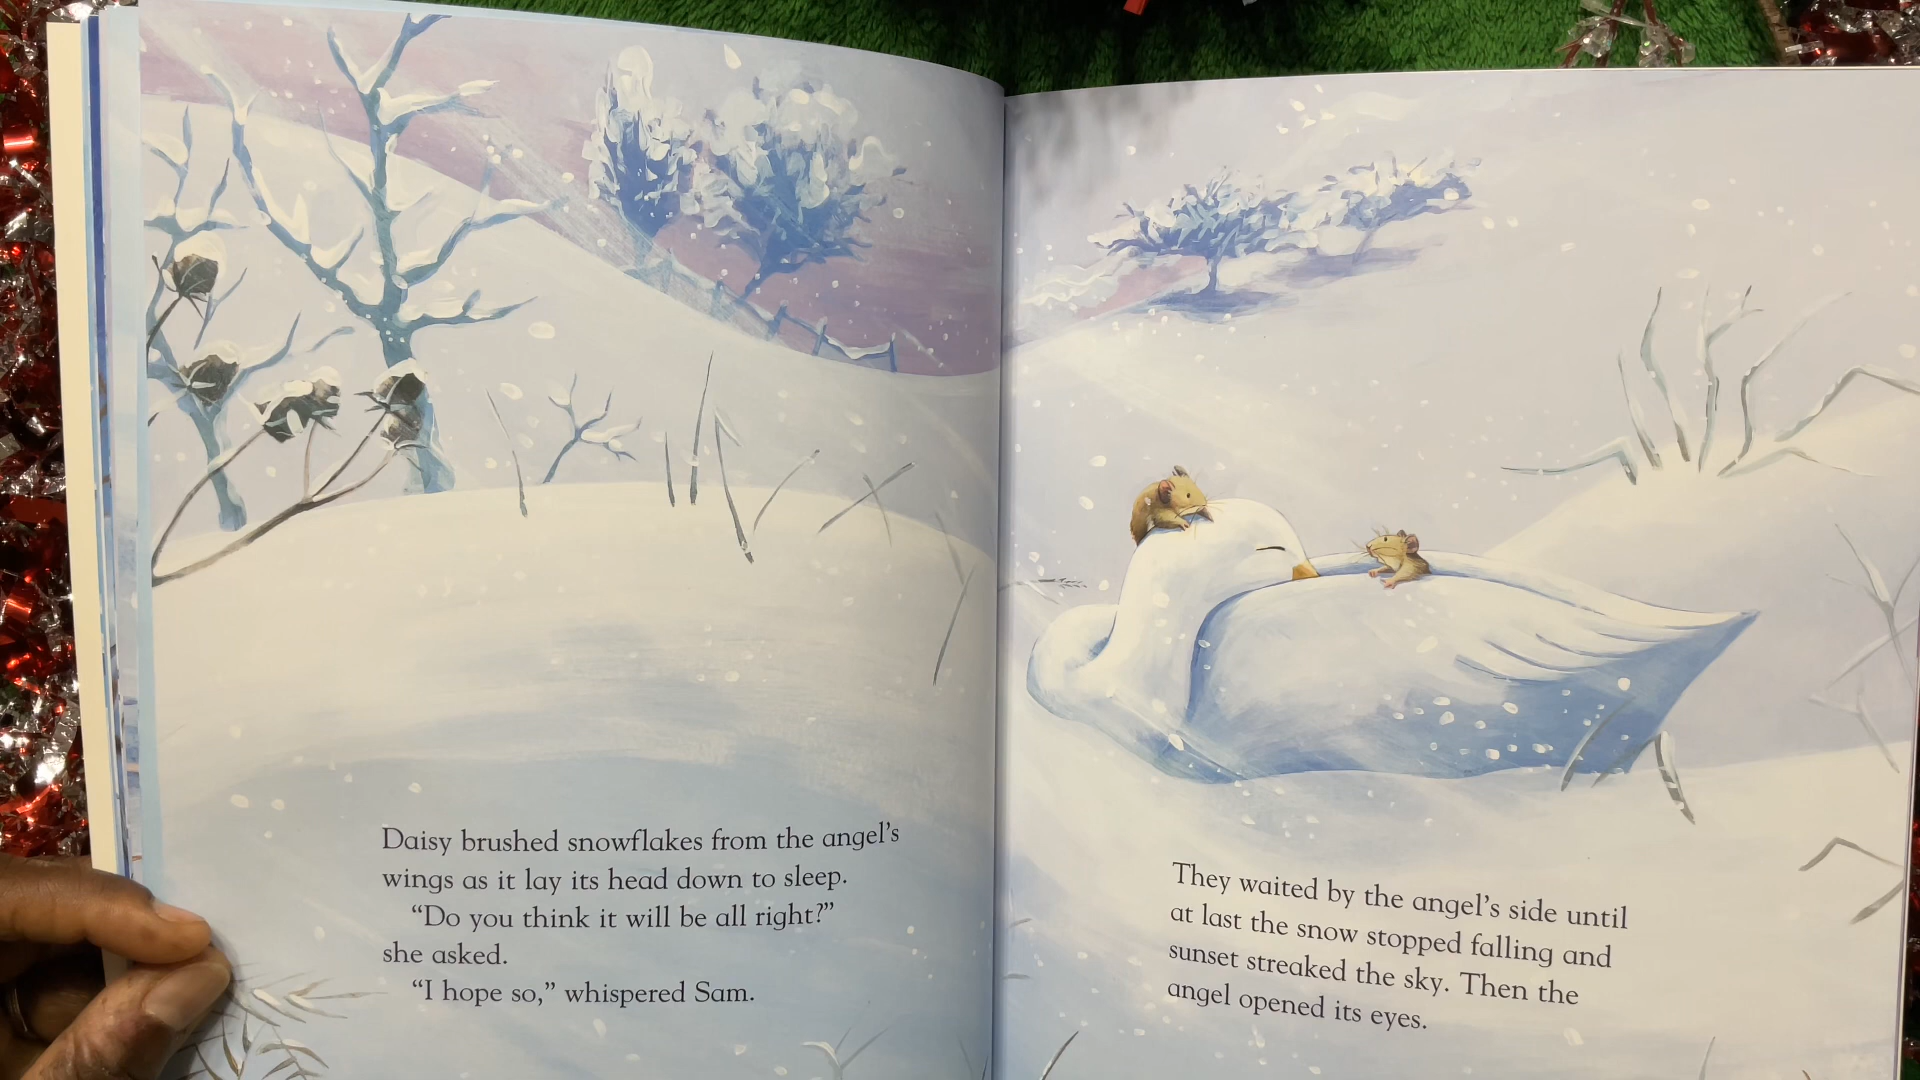 Daisy brushed snowflakes from the angel's
wings as it lay its head down to sleep.
“Do you think it will be all right?”
she asked.
“I hope so,” whispered Sam.
They waited by the angel's side until
at last the snow stopped falling and
sunset streaked the sky. Then the
angel opened its eyes.